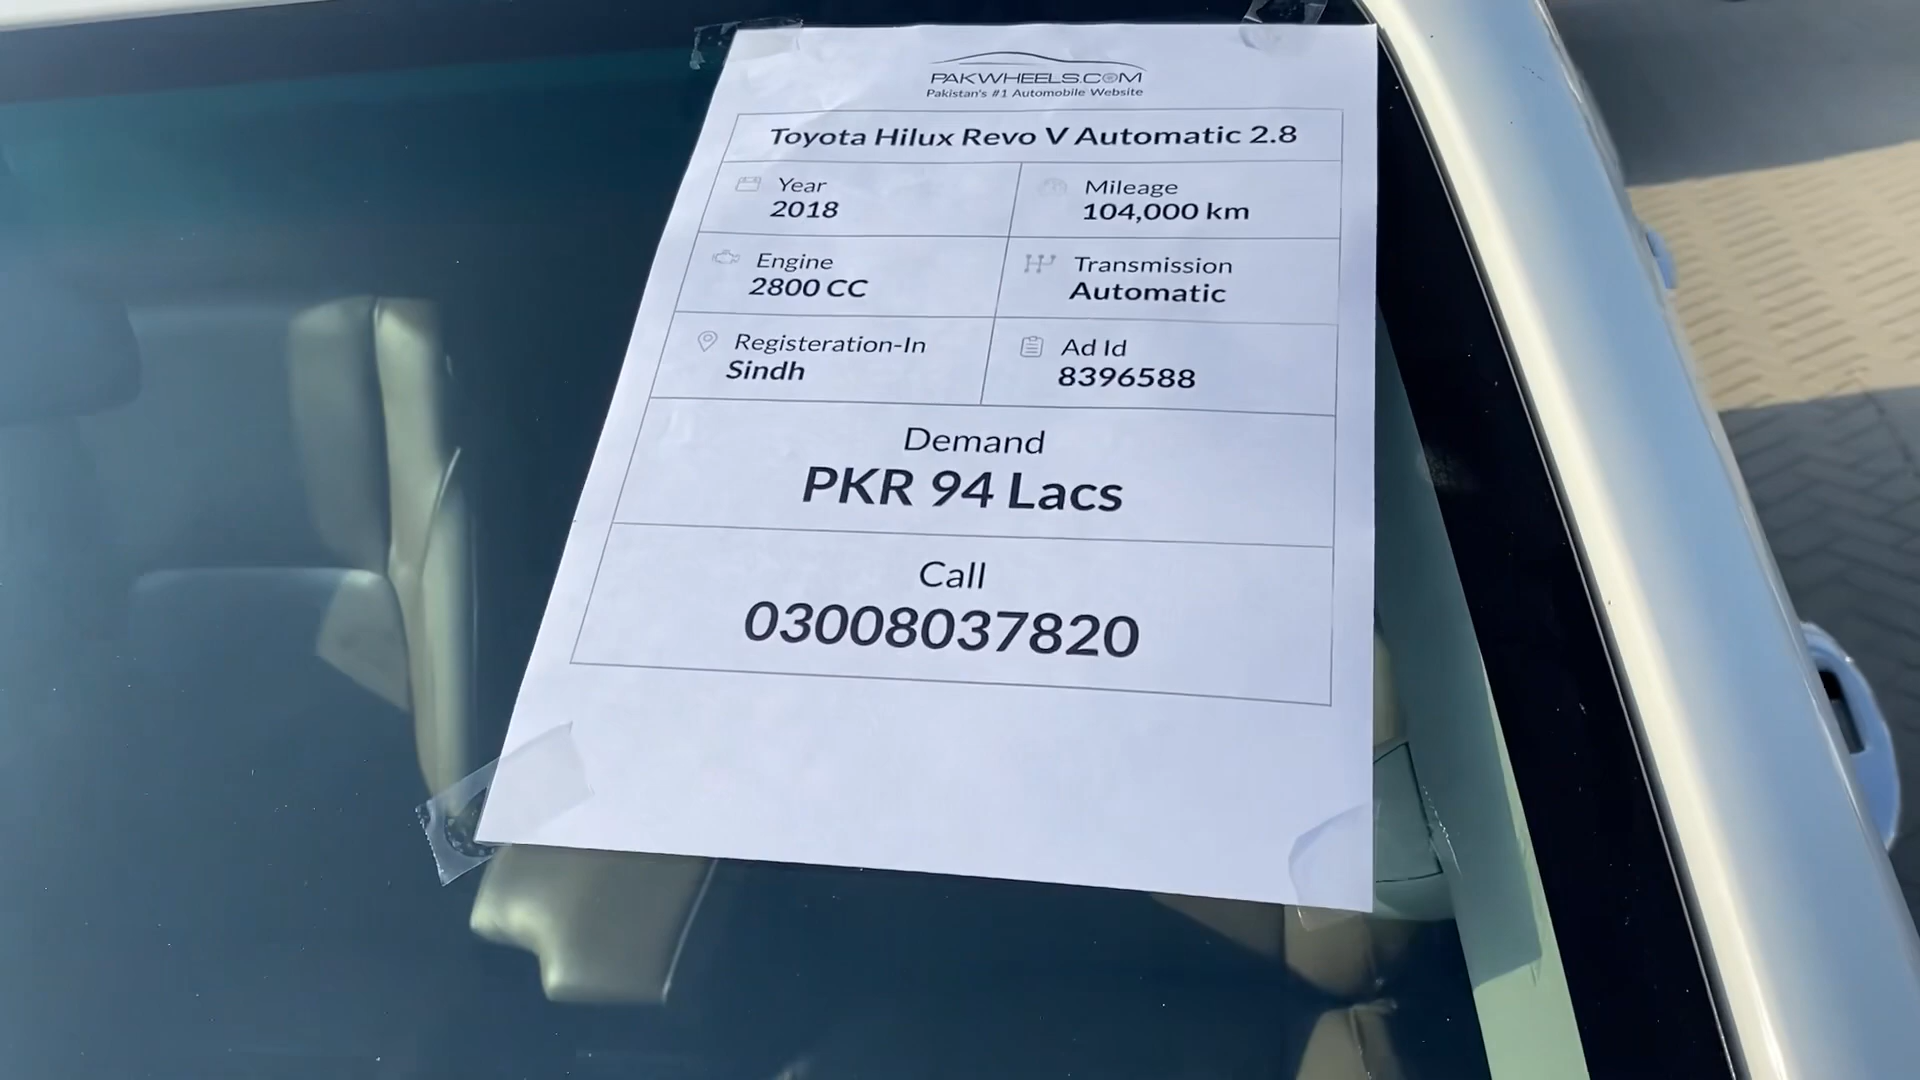 PAKWHEELS.COM
Pakistan's #1 Automobile Website
Toyota Hilux Revo V Automatic 2.8
Year
2018
Mileage
104,000 km
Engine
2800 CC
Transmission
Automatic
Registeration-In
Sindh
Ad Id
8396588
Demand
PKR 94 Lacs
Call
03008037820